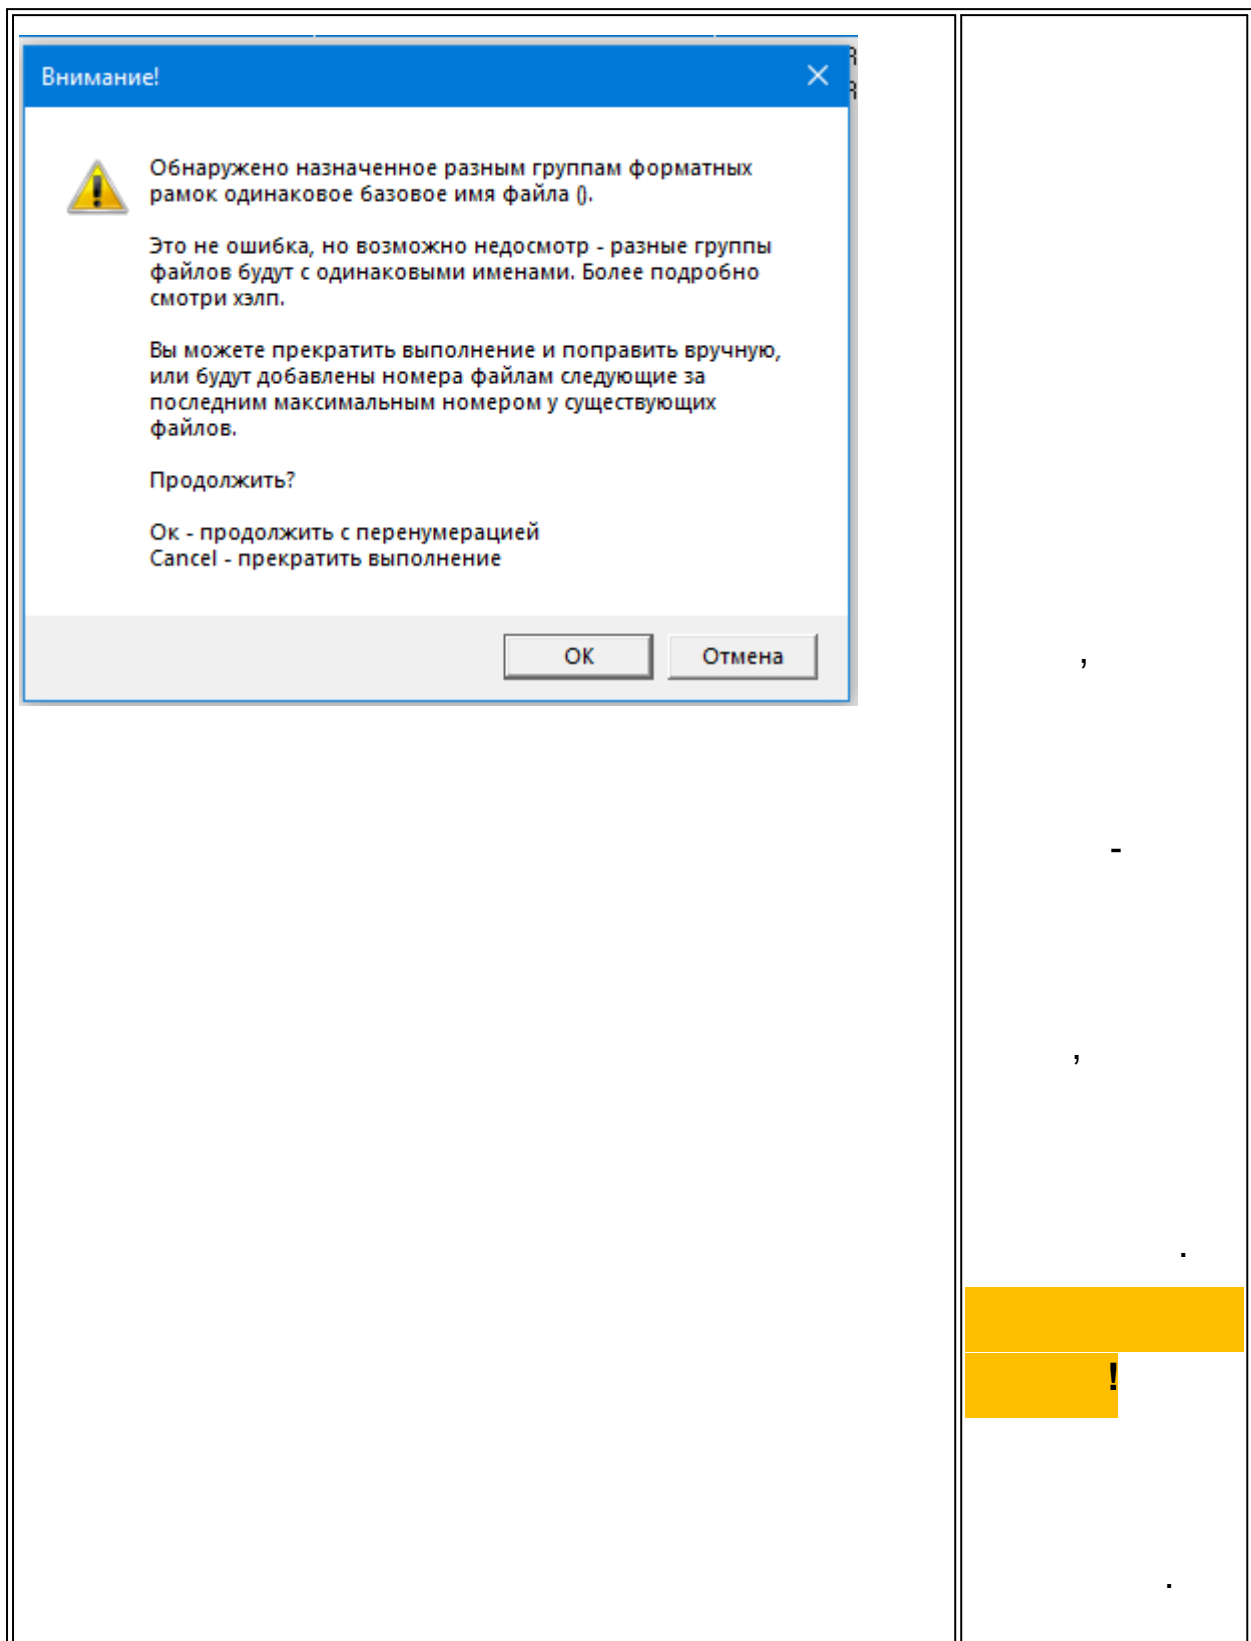 Внимание!
Обнаружено назначенное разным группам форматных
рамок одинаковое базовое имя файла ().
Это не ошибка, но возможно недосмотр - разные группы
файлов будут с одинаковыми именами. Более подробно
смотри хэлп.
Вы можете прекратить выполнение и поправить вручную,
или будут добавлены номера файлам следующие за
последним максимальным номером у существующих
файлов.
Продолжить?
Ок - продолжить с перенумерацией
Cancel - прекратить выполнение
ОК
Отмена
,
-
,
.
!
.